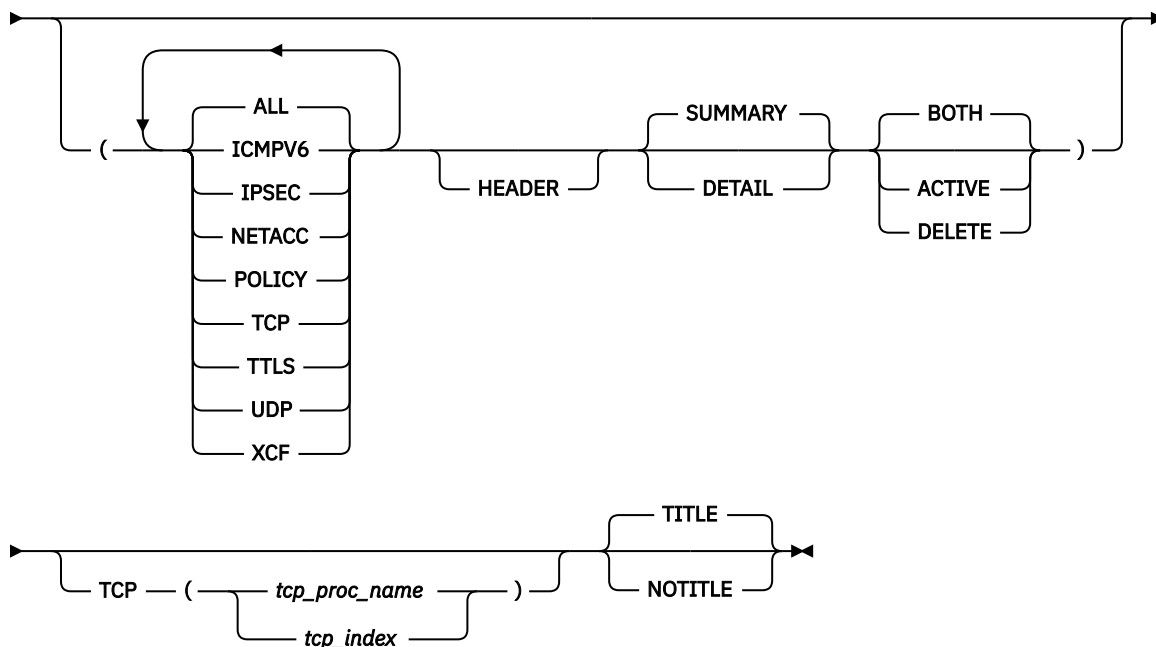 ALL
SUMMARY BOTH
( ICMPV6 )
HEADER DETAIL ACTIVE
IPSEC
NETACC DELETE
POLICY
TCP
TTLS
UDP
XCF
TITLE
TCP ( tcp_proc_name ) NOTITLE
tcp_index